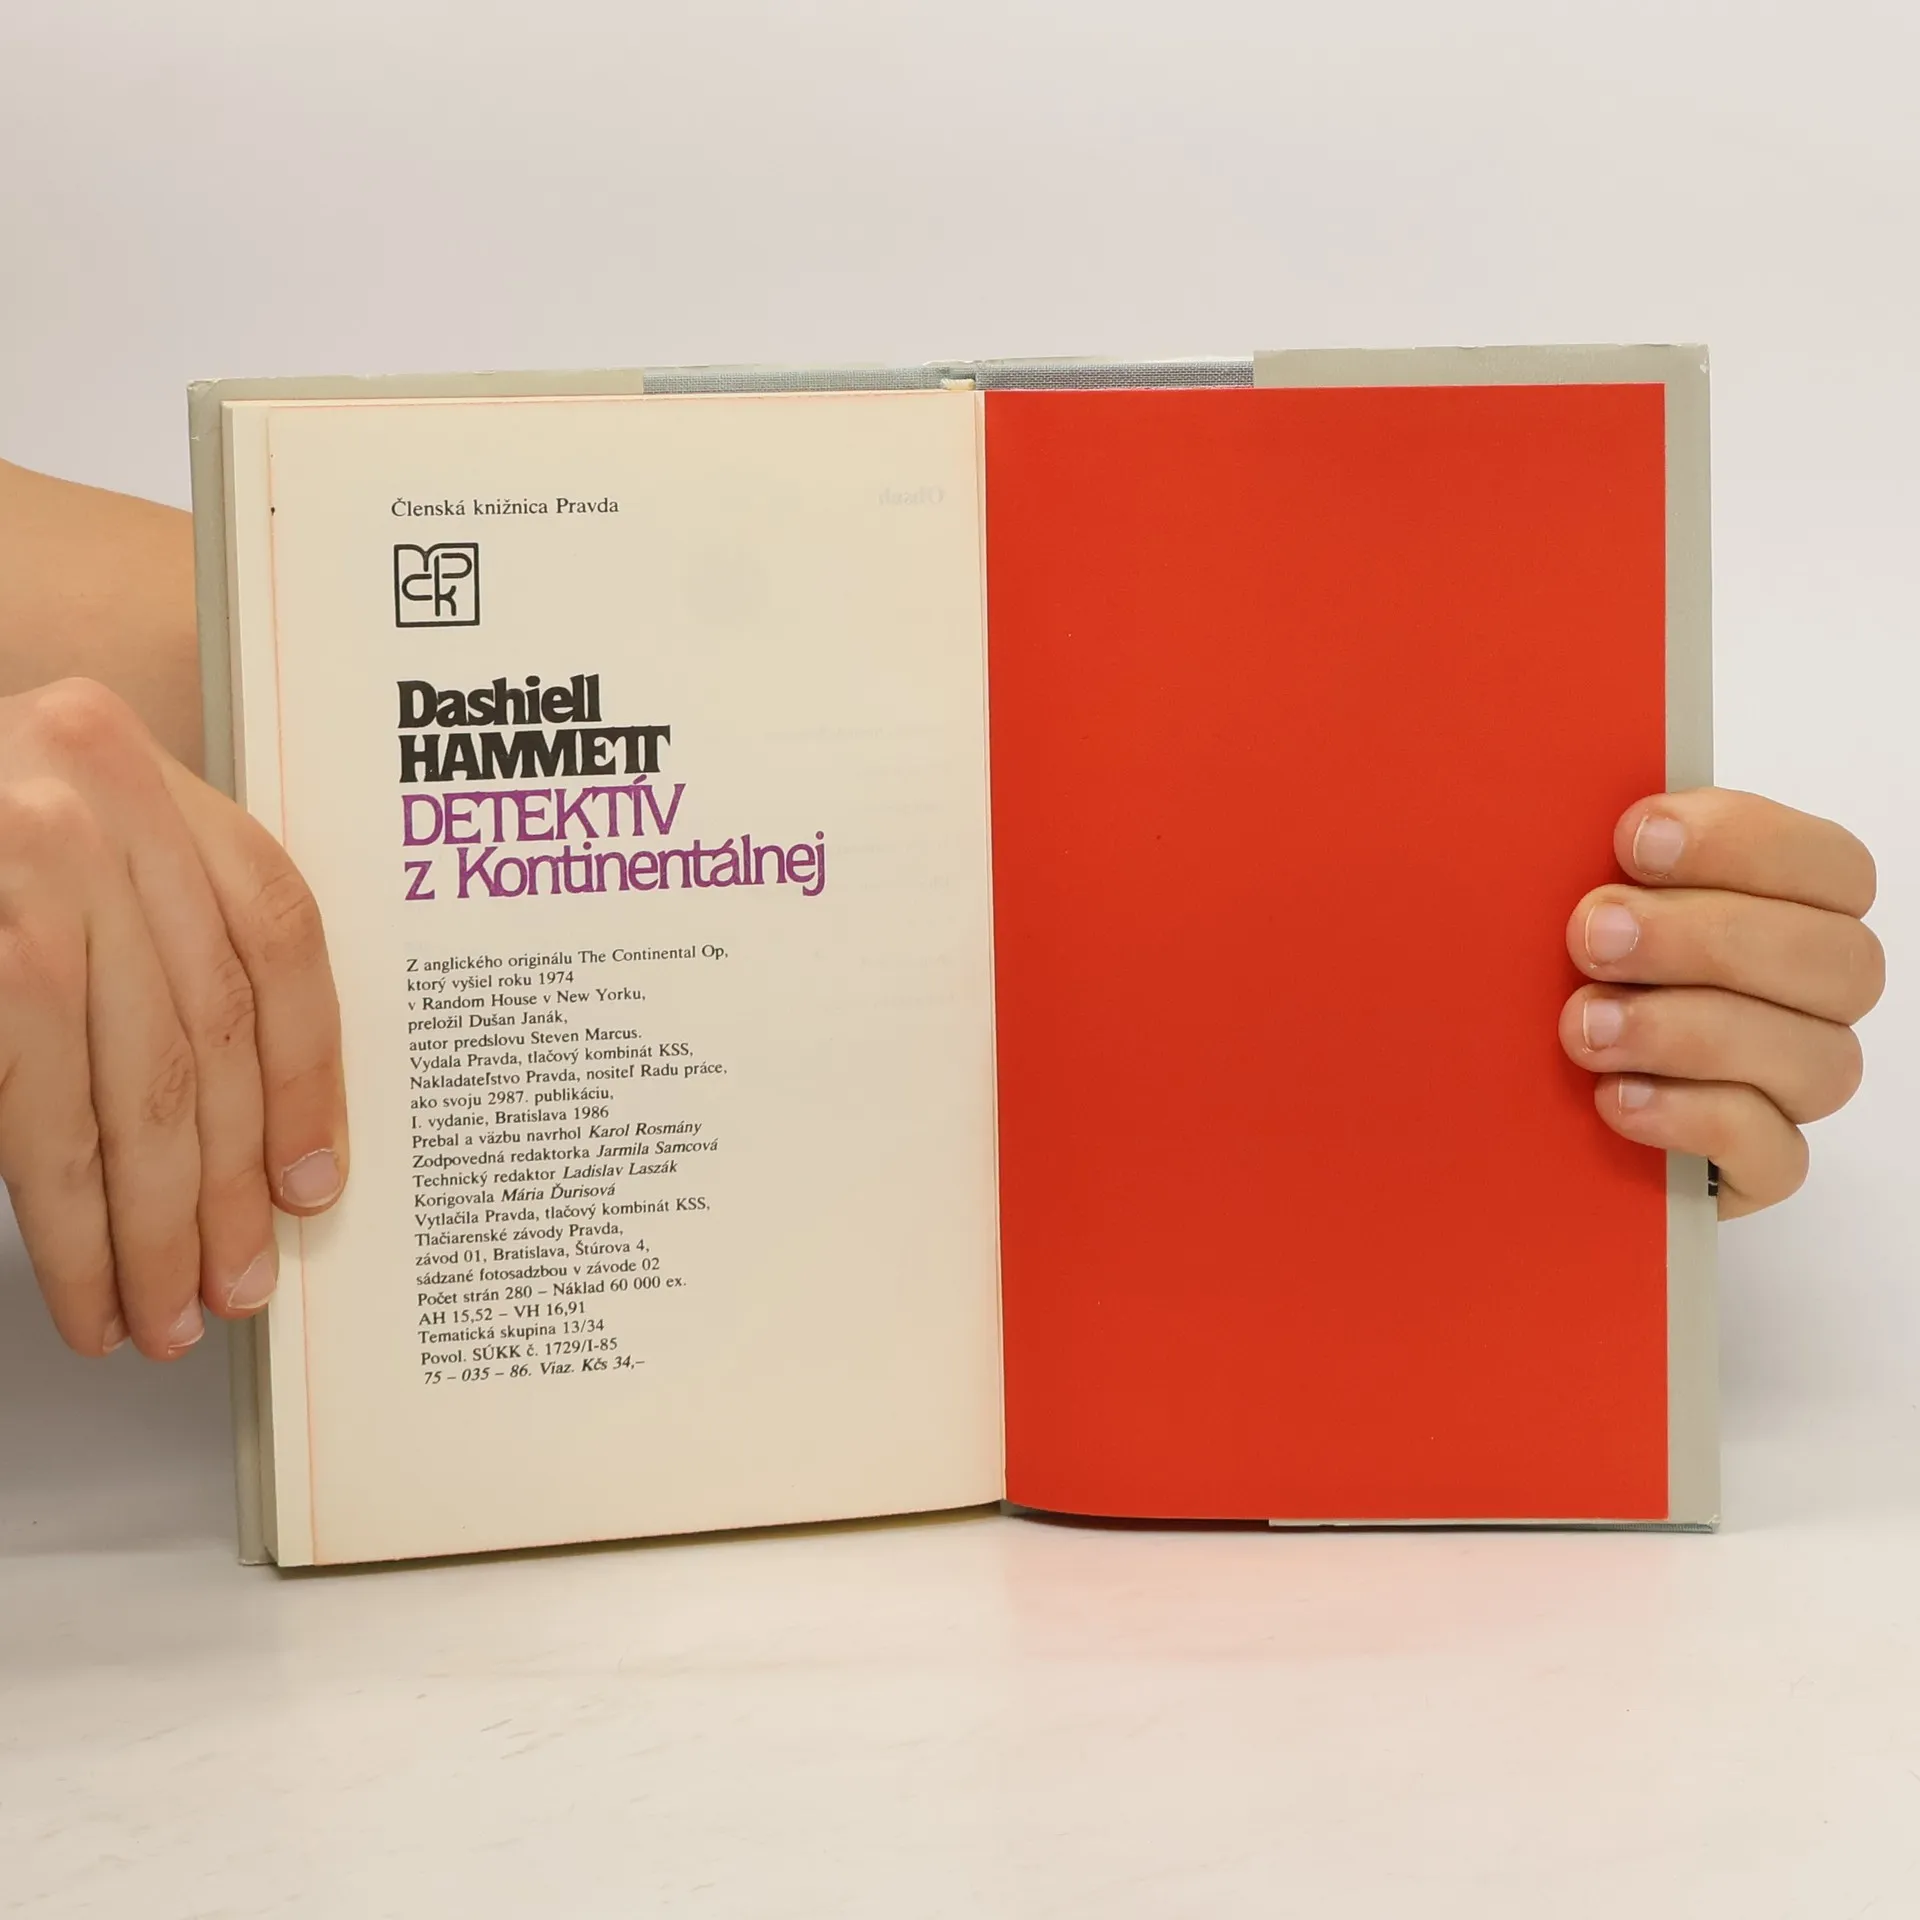 Členská knižnica Pravda
čpk
Dashiell
HAMMETT
DETEKTÍV
z Kontinentálnej
Z anglického originálu The Continental Op,
ktorý vyšiel roku 1974
v Random House v New Yorku,
preložil Dušan Janák,
autor predslovu Steven Marcus.
Vydala Pravda, tlačový kombinát KSS,
Nakladateľstvo Pravda, nositeľ Radu práce,
ako svoju 2987. publikáciu,
I. vydanie, Bratislava 1986
Prebal a väzbu navrhol Karol Rosmány
Zodpovedná redaktorka Jarmila Samcová
Technický redaktor Ladislav Laszák
Korigovala Mária Ďurisová
Vytlačila Pravda, tlačový kombinát KSS,
Tlačiarenské závody Pravda,
závod 01, Bratislava, Štúrova 4,
sádzané fotosadzbou v závode 02
Počet strán 280 – Náklad 60 000 ex.
AH 15,52 – VH 16,91
Tematická skupina 13/34
Povol. SÚKK č. 1729/I-85
75 – 035 – 86. Viaz. Kčs 34,–